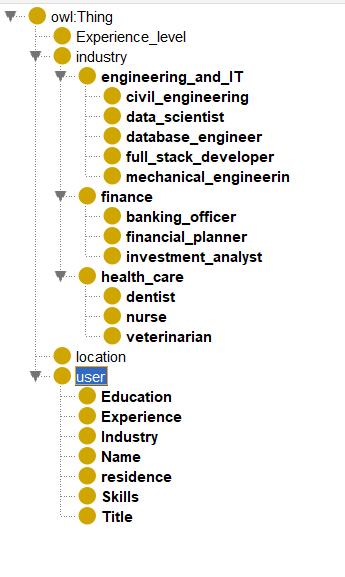 owl:Thing
Experience_level
industry
engineering_and_IT
civil_engineering
data_scientist
database_engineer
full_stack_developer
mechanical_engineerin
finance
banking_officer
financial_planner
investment_analyst
health_care
dentist
nurse
veterinarian
location
user
Education
Experience
Industry
Name
residence
Skills
Title